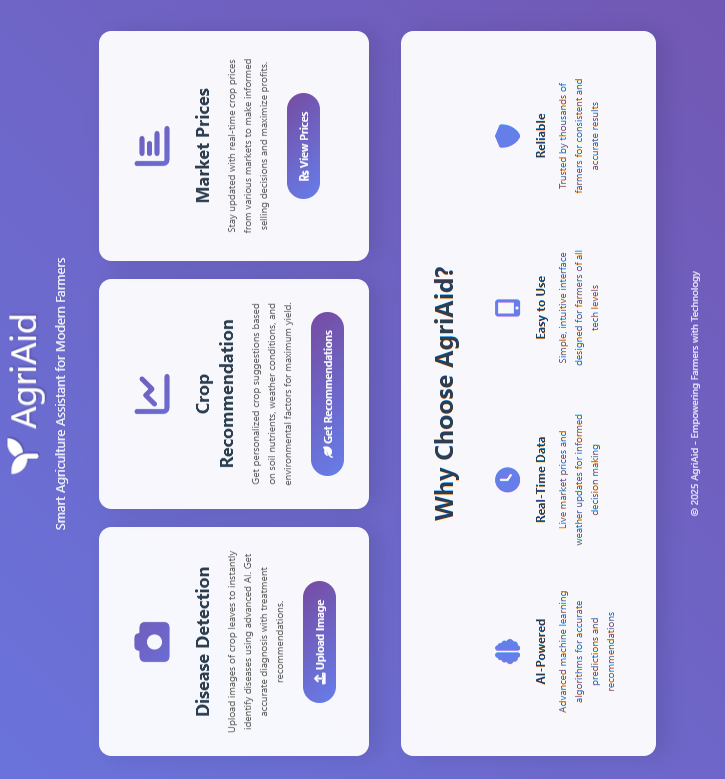 AgriAid
Smart Agriculture Assistant for Modern Farmers
Disease Detection
Upload images of crop leaves to instantly
identify diseases using advanced AI. Get
accurate diagnosis with treatment
recommendations.
Upload Image
Crop
Recommendation
Get personalized crop suggestions based
on soil nutrients, weather conditions, and
environmental factors for maximum yield.
Get Recommendations
Market Prices
Stay updated with real-time crop prices
from various markets to make informed
selling decisions and maximize profits.
₨ View Prices
Why Choose AgriAid?
AI-Powered
Advanced machine learning
algorithms for accurate
predictions and
recommendations
Real-Time Data
Live market prices and
weather updates for informed
decision making
Easy to Use
Simple, intuitive interface
designed for farmers of all
tech levels
Reliable
Trusted by thousands of
farmers for consistent and
accurate results
© 2025 AgriAid - Empowering Farmers with Technology